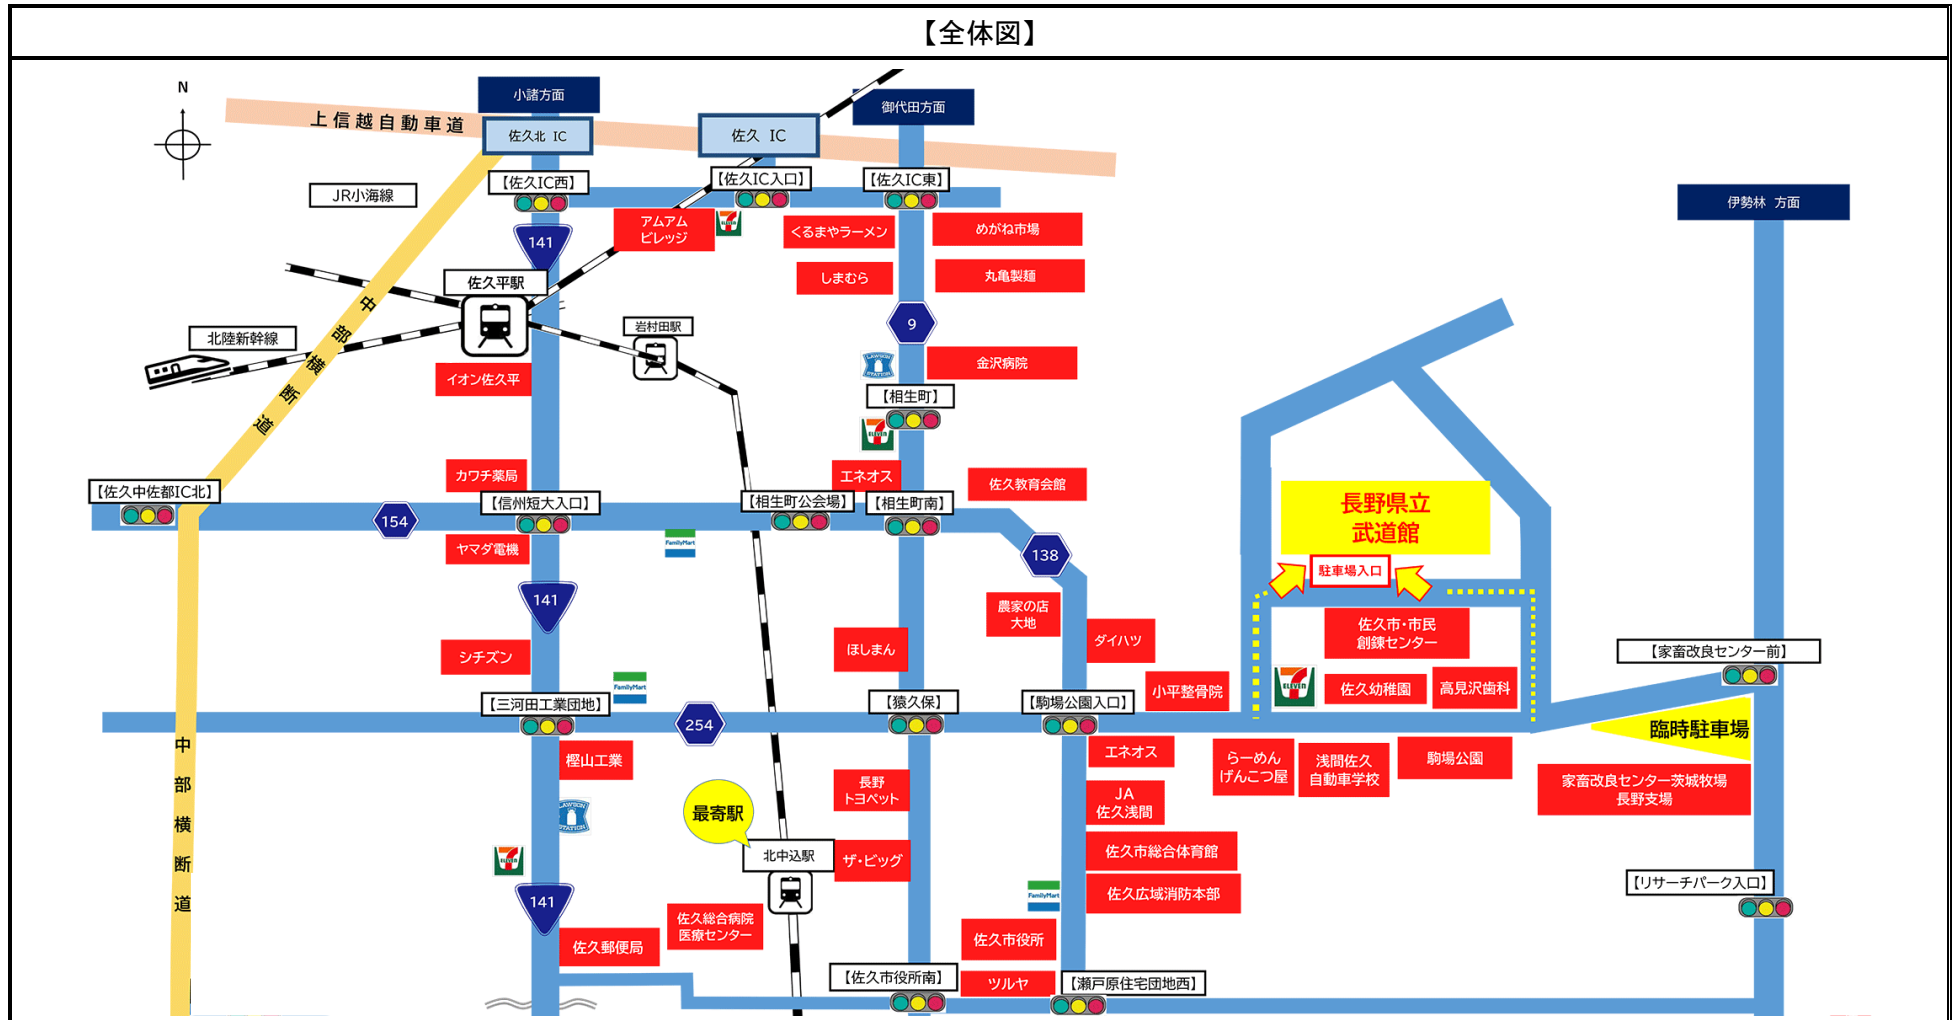 【全体図】
N
小諸方面
御代田方面
上信越自動車道
佐久北 IC
佐久 IC
【佐久IC西】
【佐久IC入口】
【佐久IC東】
JR小海線
伊勢林 方面
アムアム
ビレッジ
くるまやラーメン
めがね市場
141
佐久平駅
しまむら
丸亀製麺
中部横断道
9
岩村田駅
北陸新幹線
LAWSON
STATION
金沢病院
イオン佐久平
【相生町】
ELEVEN
カワチ薬局
エネオス
佐久教育会館
【佐久中佐都IC北】
【信州短大入口】
【相生町公会場】
【相生町南】
長野県立
武道館
154
ヤマダ電機
FamilyMart
138
駐車場入口
141
農家の店
大地
ダイハツ
佐久市・市民
創錬センター
シチズン
ほしまん
【家畜改良センター前】
FamilyMart
小平整骨院
ELEVEN
佐久幼稚園
高見沢歯科
【三河田工業団地】
【猿久保】
【駒場公園入口】
254
臨時駐車場
中部横断道
樫山工業
エネオス
らーめん
げんこつ屋
浅間佐久
自動車学校
駒場公園
家畜改良センター茨城牧場
長野支場
長野
トヨペット
JA
佐久浅間
LAWSON
STATION
最寄駅
北中込駅
ザ・ビッグ
佐久市総合体育館
ELEVEN
FamilyMart
佐久広域消防本部
【リサーチパーク入口】
141
佐久総合病院
医療センター
佐久郵便局
佐久市役所
【佐久市役所南】
ツルヤ
【瀬戸原住宅団地西】